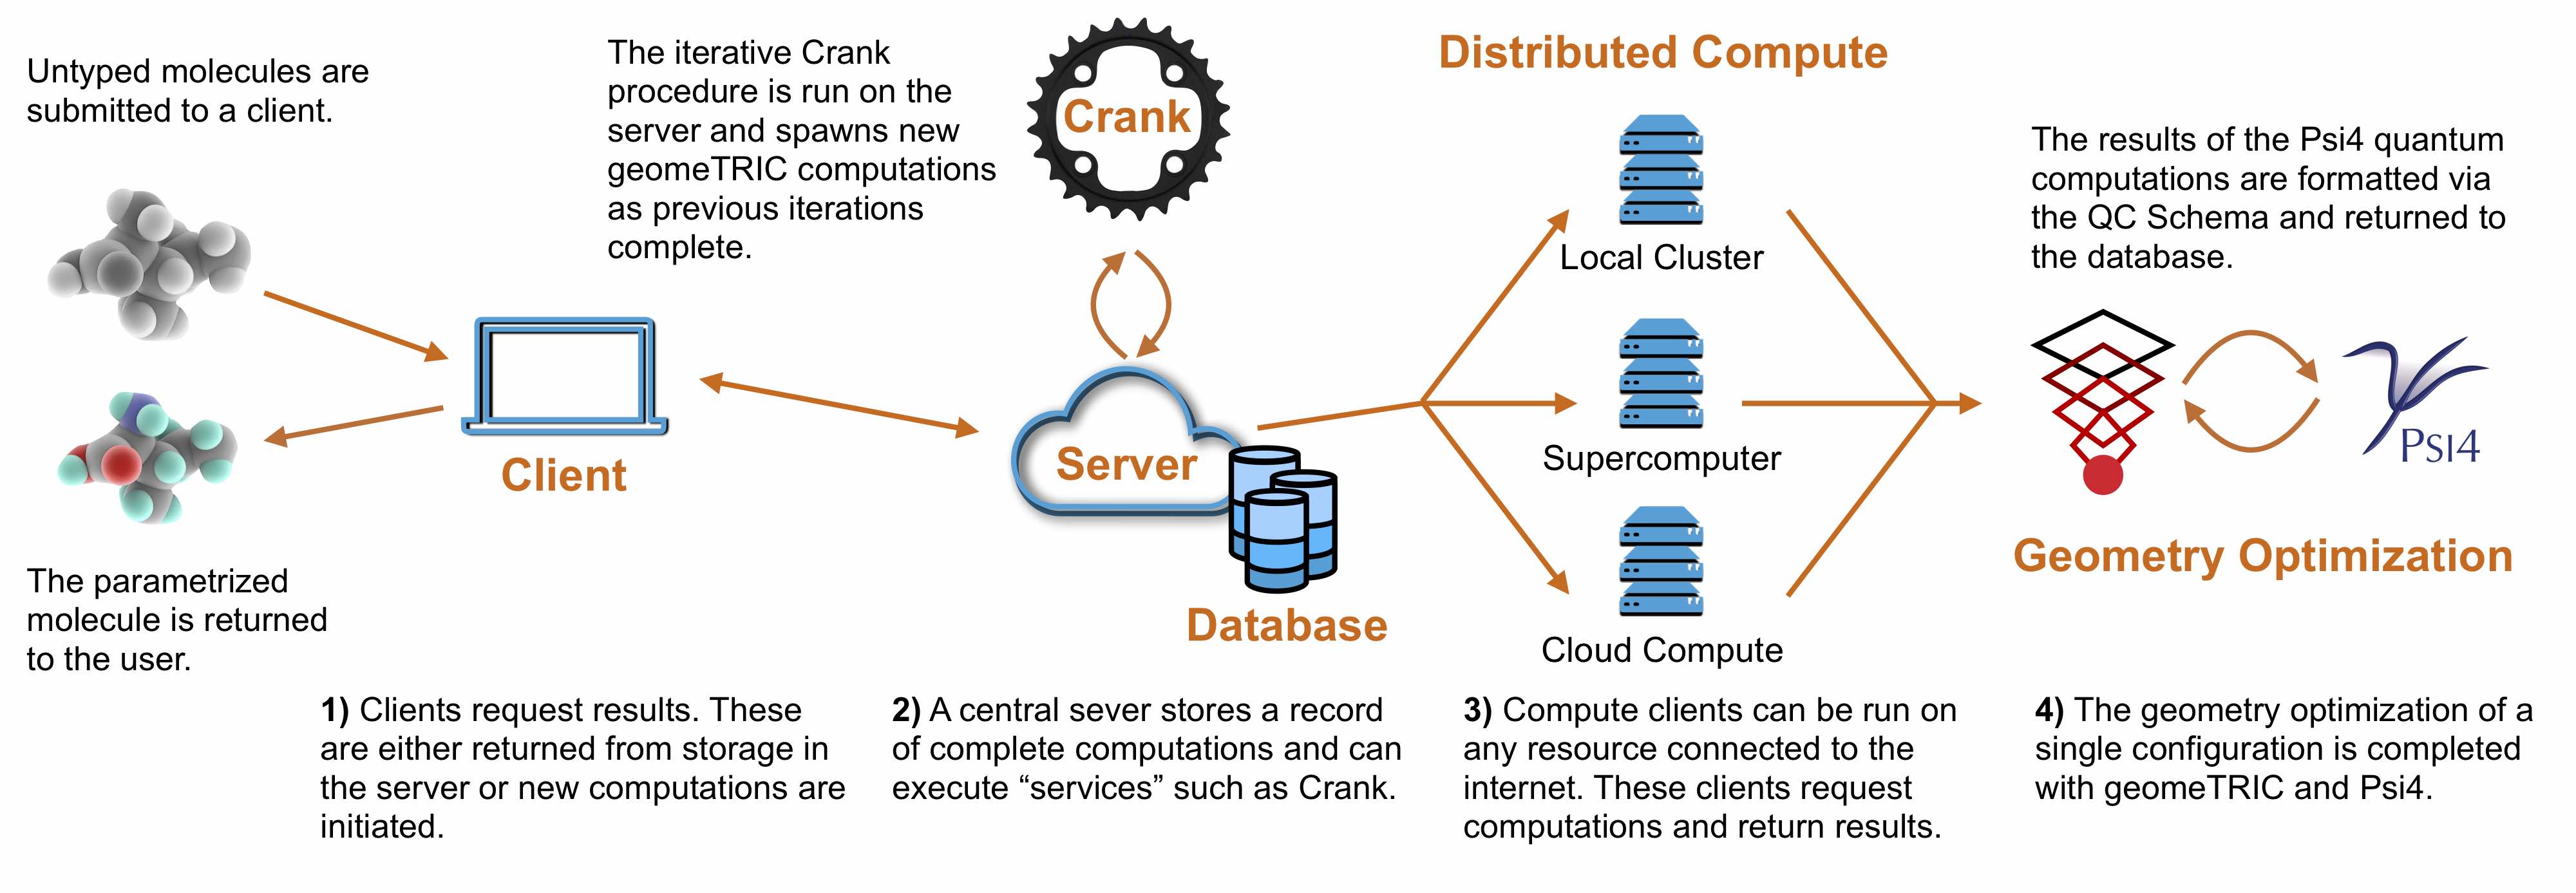 Untyped molecules are
submitted to a client.
The iterative Crank
procedure is run on the
server and spawns new
geomeTRIC computations
as previous iterations
complete.
Crank
Distributed Compute
Local Cluster
Supercomputer
Cloud Compute
The results of the Psi4 quantum
computations are formatted via
the QC Schema and returned to
the database.
PSI4
Geometry Optimization
Client
Server
Database
The parametrized
molecule is returned
to the user.
1) Clients request results. These
are either returned from storage in
the server or new computations are
initiated.
2) A central sever stores a record
of complete computations and can
execute “services” such as Crank.
3) Compute clients can be run on
any resource connected to the
internet. These clients request
computations and return results.
4) The geometry optimization of a
single configuration is completed
with geomeTRIC and Psi4.